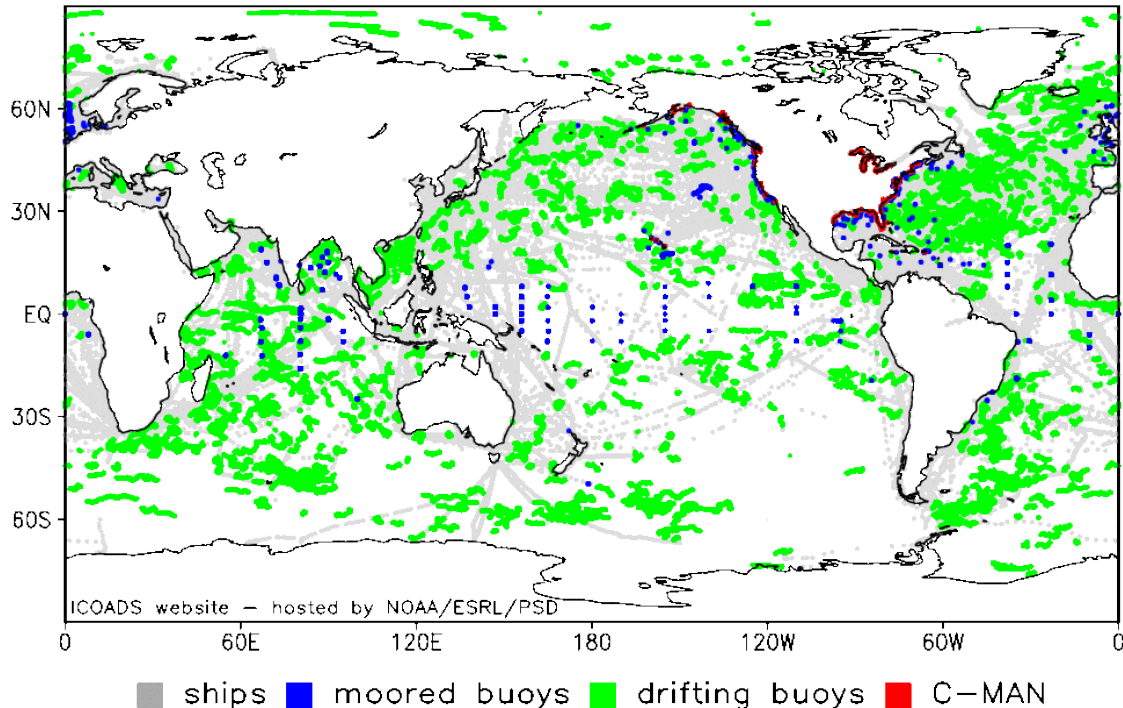 60N
30N
EQ
30S
60S
ICOADS website – hosted by NOAA/ESRL/PSD
0 60E 120E 180 120W 60W 0
ships moored buoys drifting buoys C–MAN